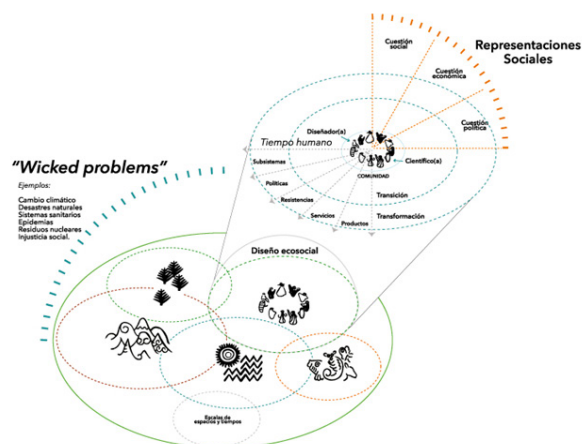 Representaciones
Sociales
Cuestión
social
Cuestión
económica
Cuestión
política
Diseñador(a)
Tiempo humano
Científico(a)
COMUNIDAD
Subsistemas
Políticas
Resistencias
Servicios
Productos
Transición
Transformación
"Wicked problems"
Ejemplos:
Cambio climático
Desastres naturales
Sistemas sanitarios
Epidemias
Residuos nucleares
Injusticia social.
Diseño ecosocial
Escalas de
espacios y tiempos